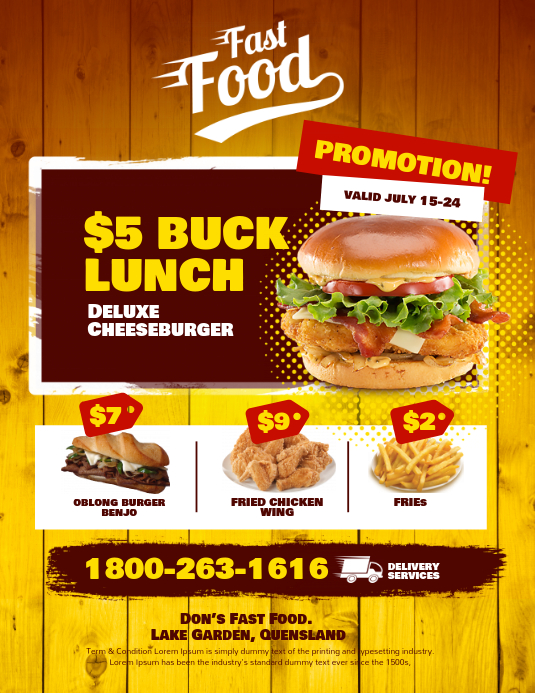 Fast
Food
PROMOTION!
VALID JULY 15-24
$5 BUCK
LUNCH
DELUXE
CHEESEBURGER
$7
$9
$2
OBLONG BURGER
BENJO
FRIED CHICKEN
WING
FRIES
1800-263-1616
DELIVERY
SERVICES
DON'S FAST FOOD.
LAKE GARDEN, QUENSLAND
Term & Condition Lorem Ipsum is simply dummy text of the printing and typesetting industry.
Lorem Ipsum has been the industry's standard dummy text ever since the 1500s,